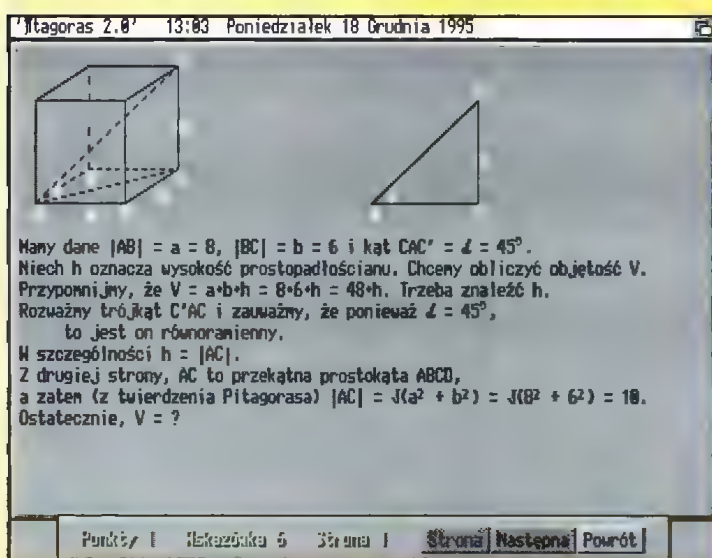 'Pitagoras 2.0' 13:03 Poniedziałek 18 Grudnia 1995
Mamy dane |AB| = a = 8, |BC| = b = 6 i kąt CAC' = ∡ = 45°.
Niech h oznacza wysokość prostopadłościanu. Chcemy obliczyć objętość V.
Przypomnijmy, że V = a*b*h = 8*6*h = 48*h. Trzeba znaleźć h.
Rozważmy trójkąt C'AC i zauważmy, że ponieważ ∡ = 45°,
to jest on równoramienny.
W szczególności h = |AC|.
Z drugiej strony, AC to przekątna prostokąta ABCD,
a zatem (z twierdzenia Pitagorasa) |AC| = √(a² + b²) = √(8² + 6²) = 10.
Ostatecznie, V = ?
Punkty 1 Wskazówka 6 Strona 1 Strona Następna Powrót